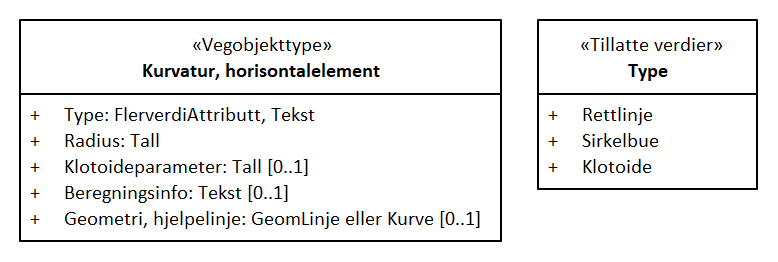 «Vegobjekttype»
Kurvatur, horisontalelement
+ Type: FlerverdiAttributt, Tekst
+ Radius: Tall
+ Klotoideparameter: Tall [0..1]
+ Beregningsinfo: Tekst [0..1]
+ Geometri, hjelpelinje: GeomLinje eller Kurve [0..1]
«Tillatte verdier»
Type
+ Rettlinje
+ Sirkelbue
+ Klotoide